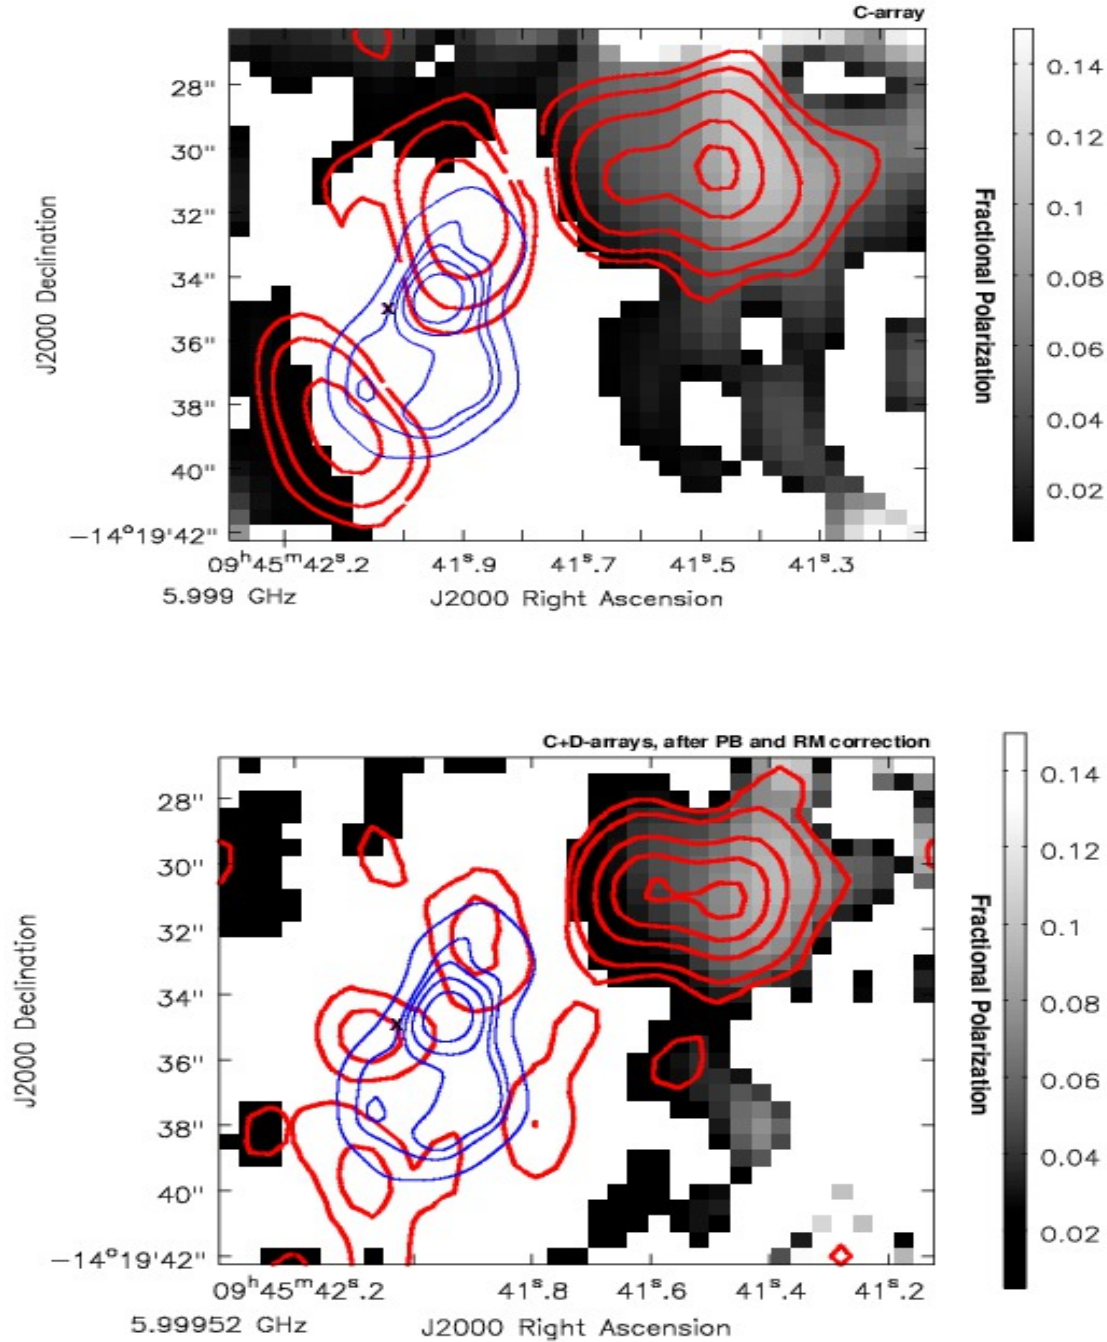 C-array
28"
30"
32"
34"
36"
38"
40"
−14°19'42"
J2000 Declination
x
0.14
0.12
0.1
0.08
0.06
0.04
0.02
Fractional Polarization
09ʰ45ᵐ42ˢ.2 41ˢ.9 41ˢ.7 41ˢ.5 41ˢ.3
5.999 GHz J2000 Right Ascension
C+D-arrays, after PB and RM correction
28"
30"
32"
34"
36"
38"
40"
−14°19'42"
J2000 Declination
x
0.14
0.12
0.1
0.08
0.06
0.04
0.02
Fractional Polarization
09ʰ45ᵐ42ˢ.2 41ˢ.8 41ˢ.6 41ˢ.4 41ˢ.2
5.99952 GHz J2000 Right Ascension